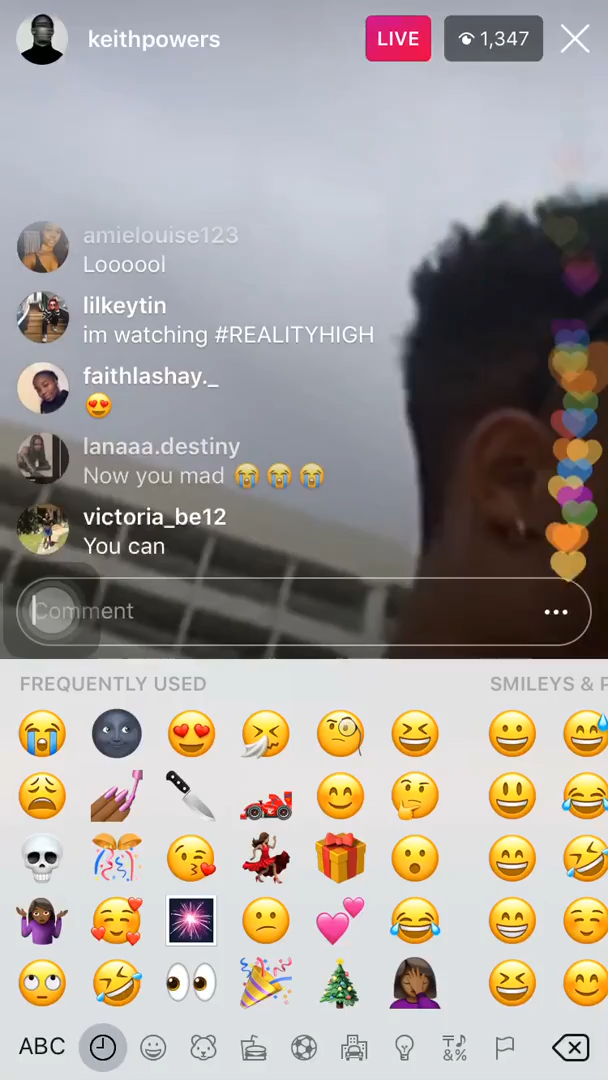 keithpowers
LIVE
1,347
amielouise123
Loooool
lilkeytin
im watching #REALITYHIGH
faithlashay._
😍
lanaaa.destiny
Now you mad 😭 😭 😭
victoria_be12
You can
Comment
FREQUENTLY USED
SMILEYS & P
ABC